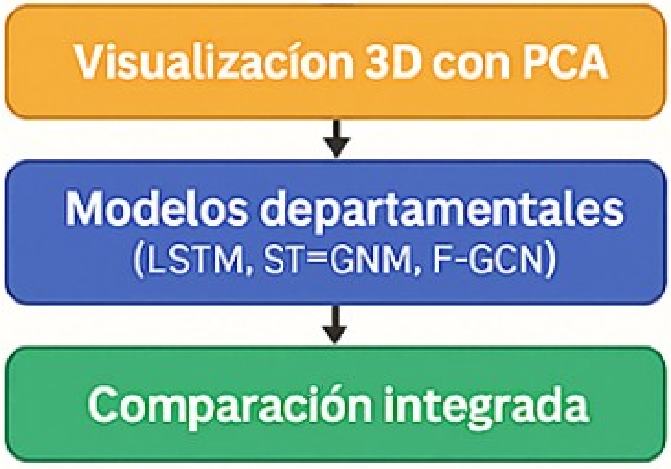 Visualizacíon 3D con PCA
Modelos departamentales
(LSTM, ST=GNM, F-GCN)
Comparación integrada